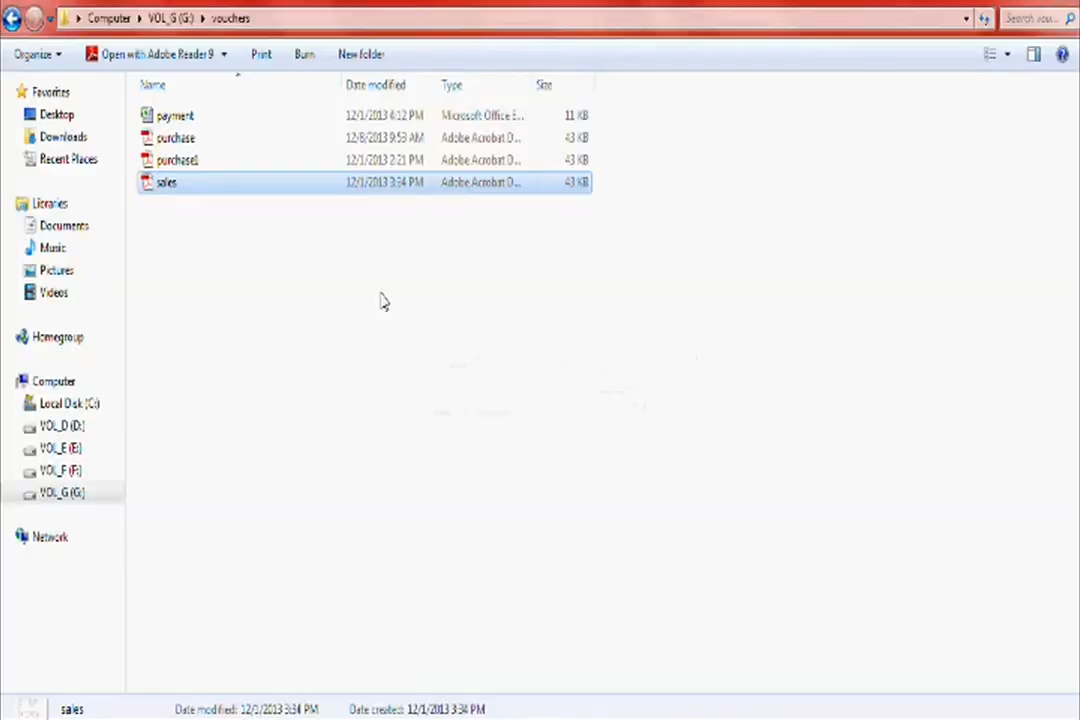 Computer VOL_G (G:) vouchers Search vou...
Organize Open with Adobe Reader 9 Print Burn New folder
Favorites
Desktop
Downloads
Recent Places
Libraries
Documents
Music
Pictures
Videos
Homegroup
Computer
Local Disk (C:)
VOL_D (D:)
VOL_E (E:)
VOL_F (F:)
VOL_G (G:)
Network
Name Date modified Type Size
payment 12/1/2013 4:12 PM Microsoft Office E... 11 KB
purchase 12/8/2013 9:53 AM Adobe Acrobat D... 43 KB
purchase1 12/1/2013 2:21 PM Adobe Acrobat D... 43 KB
sales 12/1/2013 3:34 PM Adobe Acrobat D... 43 KB
sales Date modified: 12/1/2013 3:34 PM Date created: 12/1/2013 3:34 PM